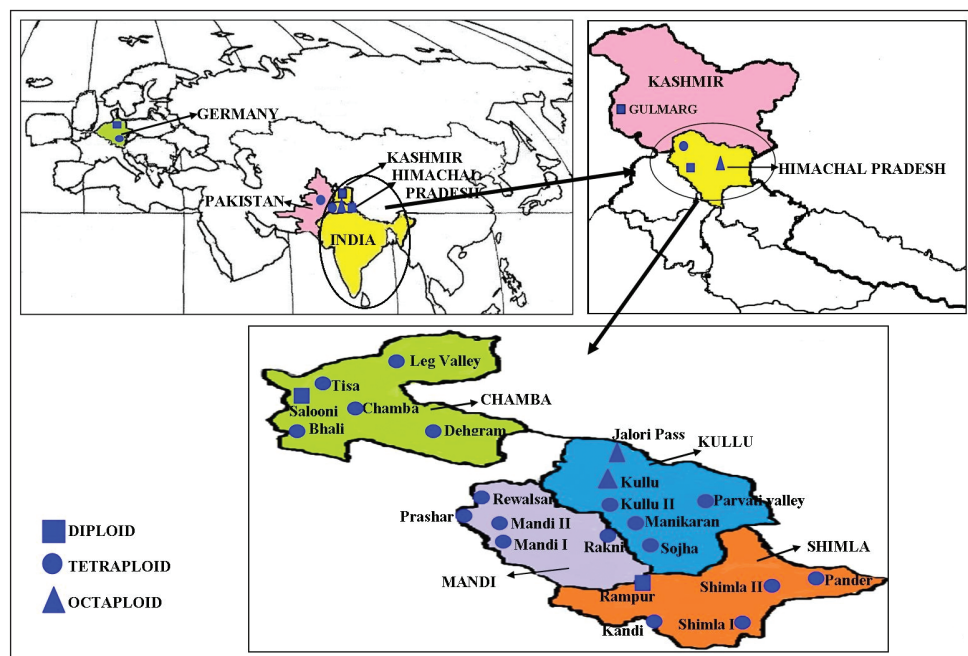 GERMANY
KASHMIR
HIMACHAL
PRADESH
PAKISTAN
INDIA
KASHMIR
GULMARG
HIMACHAL PRADESH
Leg Valley
Tisa
Salooni
Chamba
CHAMBA
Bhali
Dehgram
Jalori Pass
KULLU
Kullu
Rewalsar
Kullu II
Parvati valley
Prashar
Mandi II
Manikaran
Mandi I
Rakni
Sojha
SHIMLA
MANDI
Rampur
Shimla II
Pander
Kandi
Shimla I
DIPLOID
TETRAPLOID
OCTAPLOID